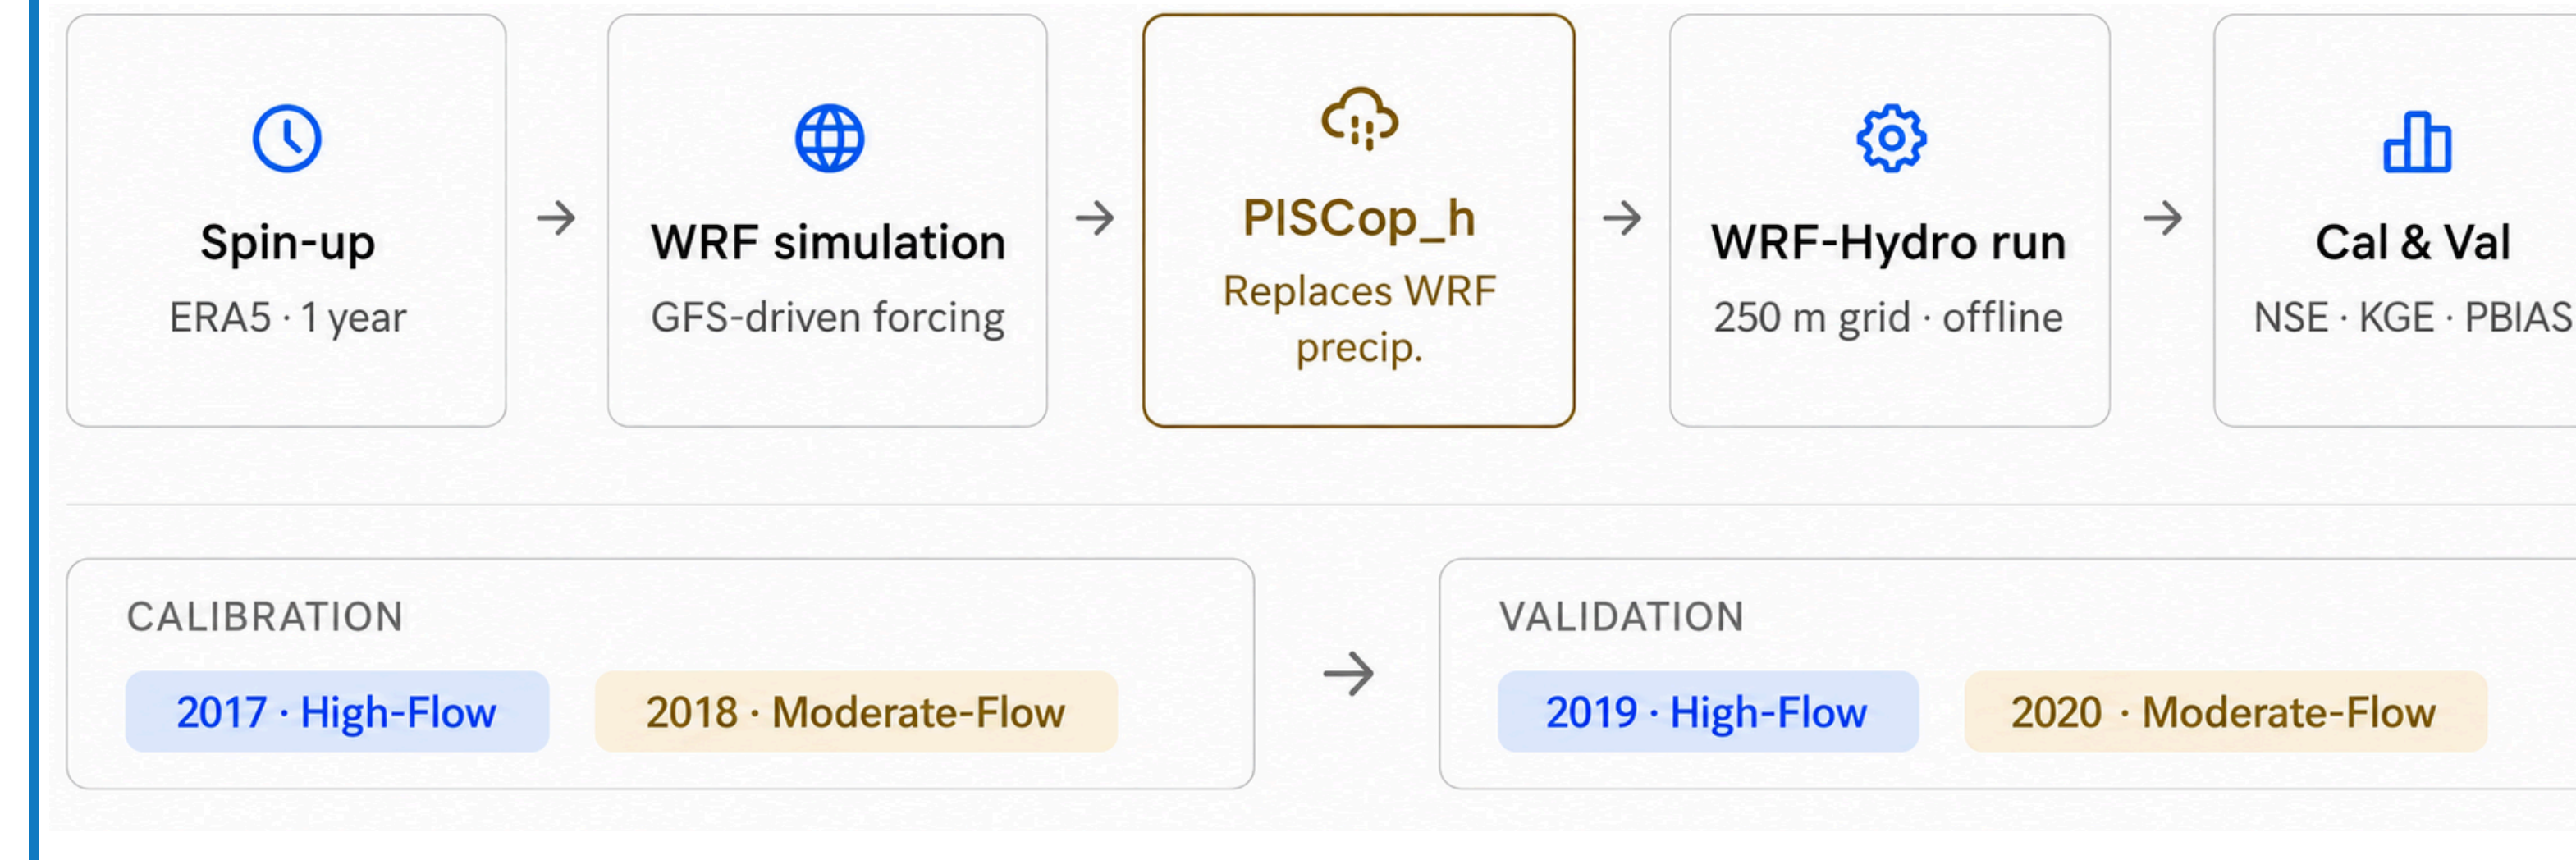 Spin-up
ERA5 · 1 year
WRF simulation
GFS-driven forcing
PISCop_h
Replaces WRF
precip.
WRF-Hydro run
250 m grid · offline
Cal & Val
NSE · KGE · PBIAS
CALIBRATION
2017 · High-Flow
2018 · Moderate-Flow
VALIDATION
2019 · High-Flow
2020 · Moderate-Flow